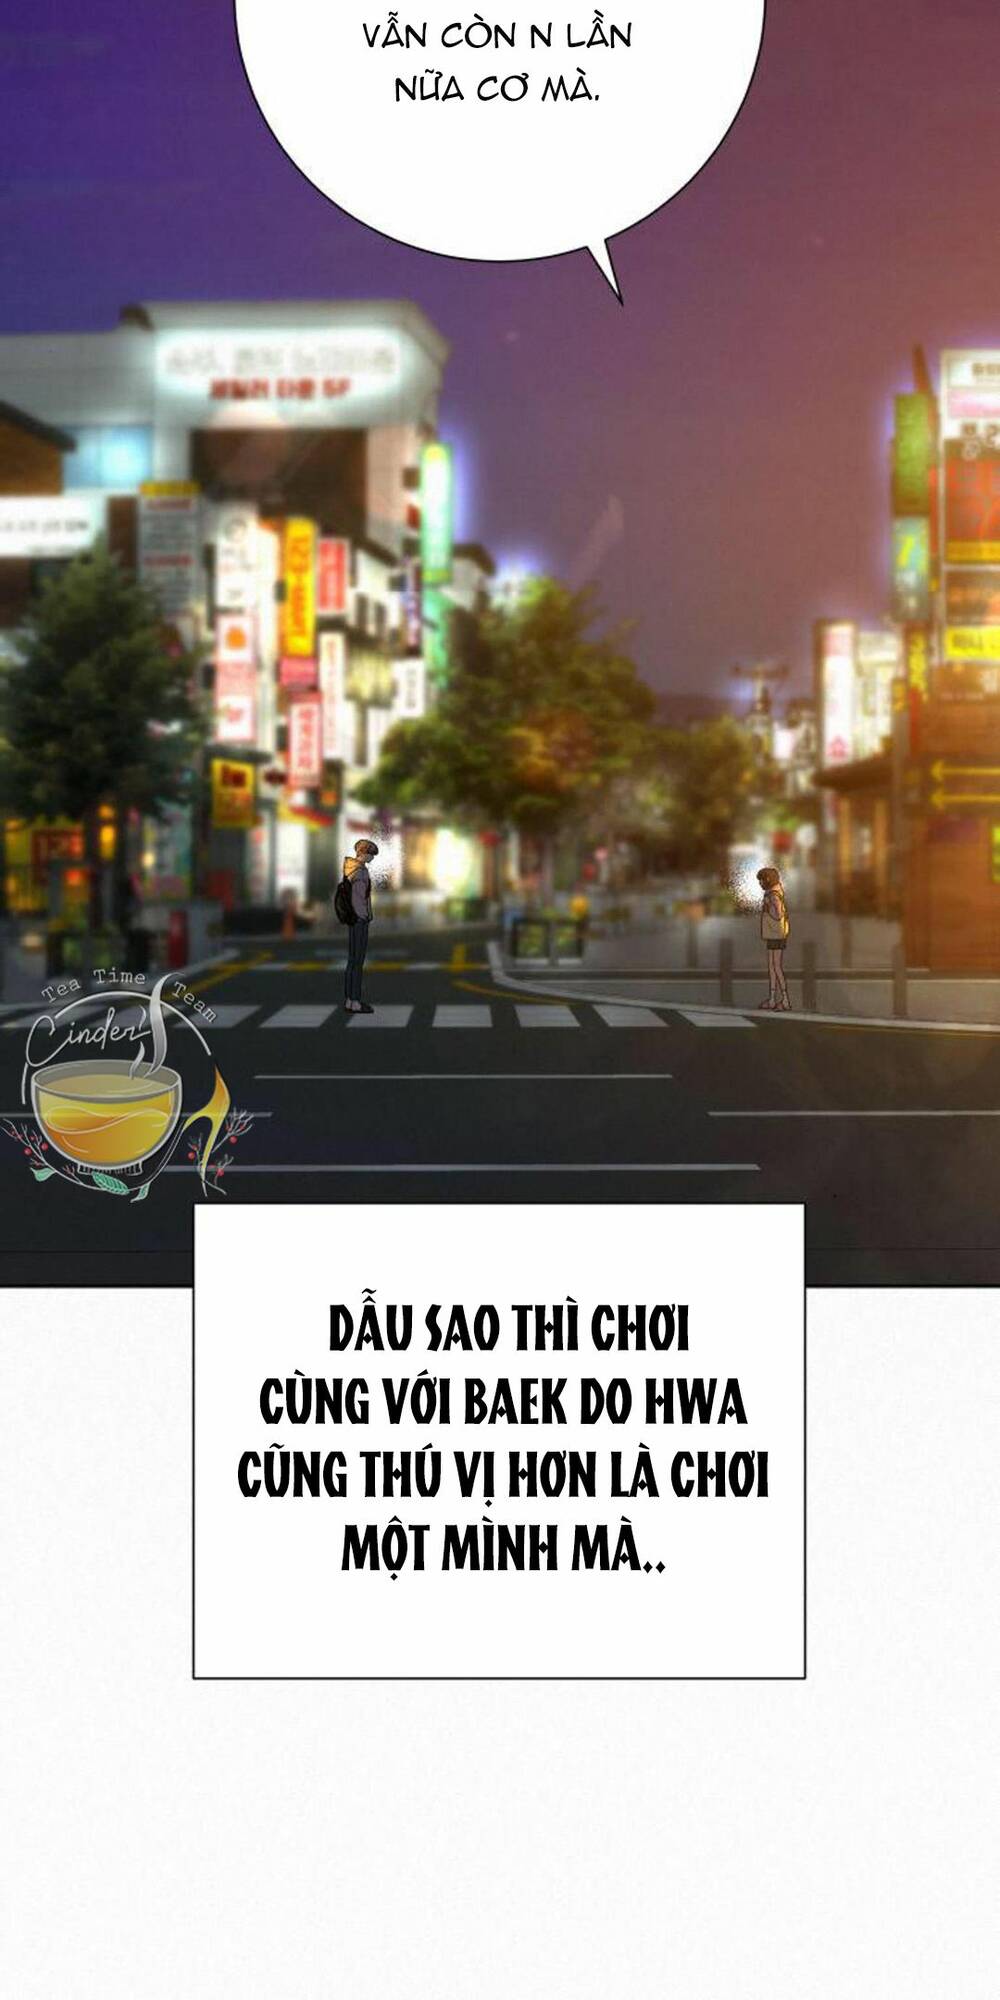 VẪN CÒN N LẦN
NỮA CƠ MÀ.
Tea Time Team
Cinder's
DẪU SAO THÌ CHƠI
CÙNG VỚI BAEK DO HWA
CŨNG THÚ VỊ HƠN LÀ CHƠI
MỘT MÌNH MÀ..